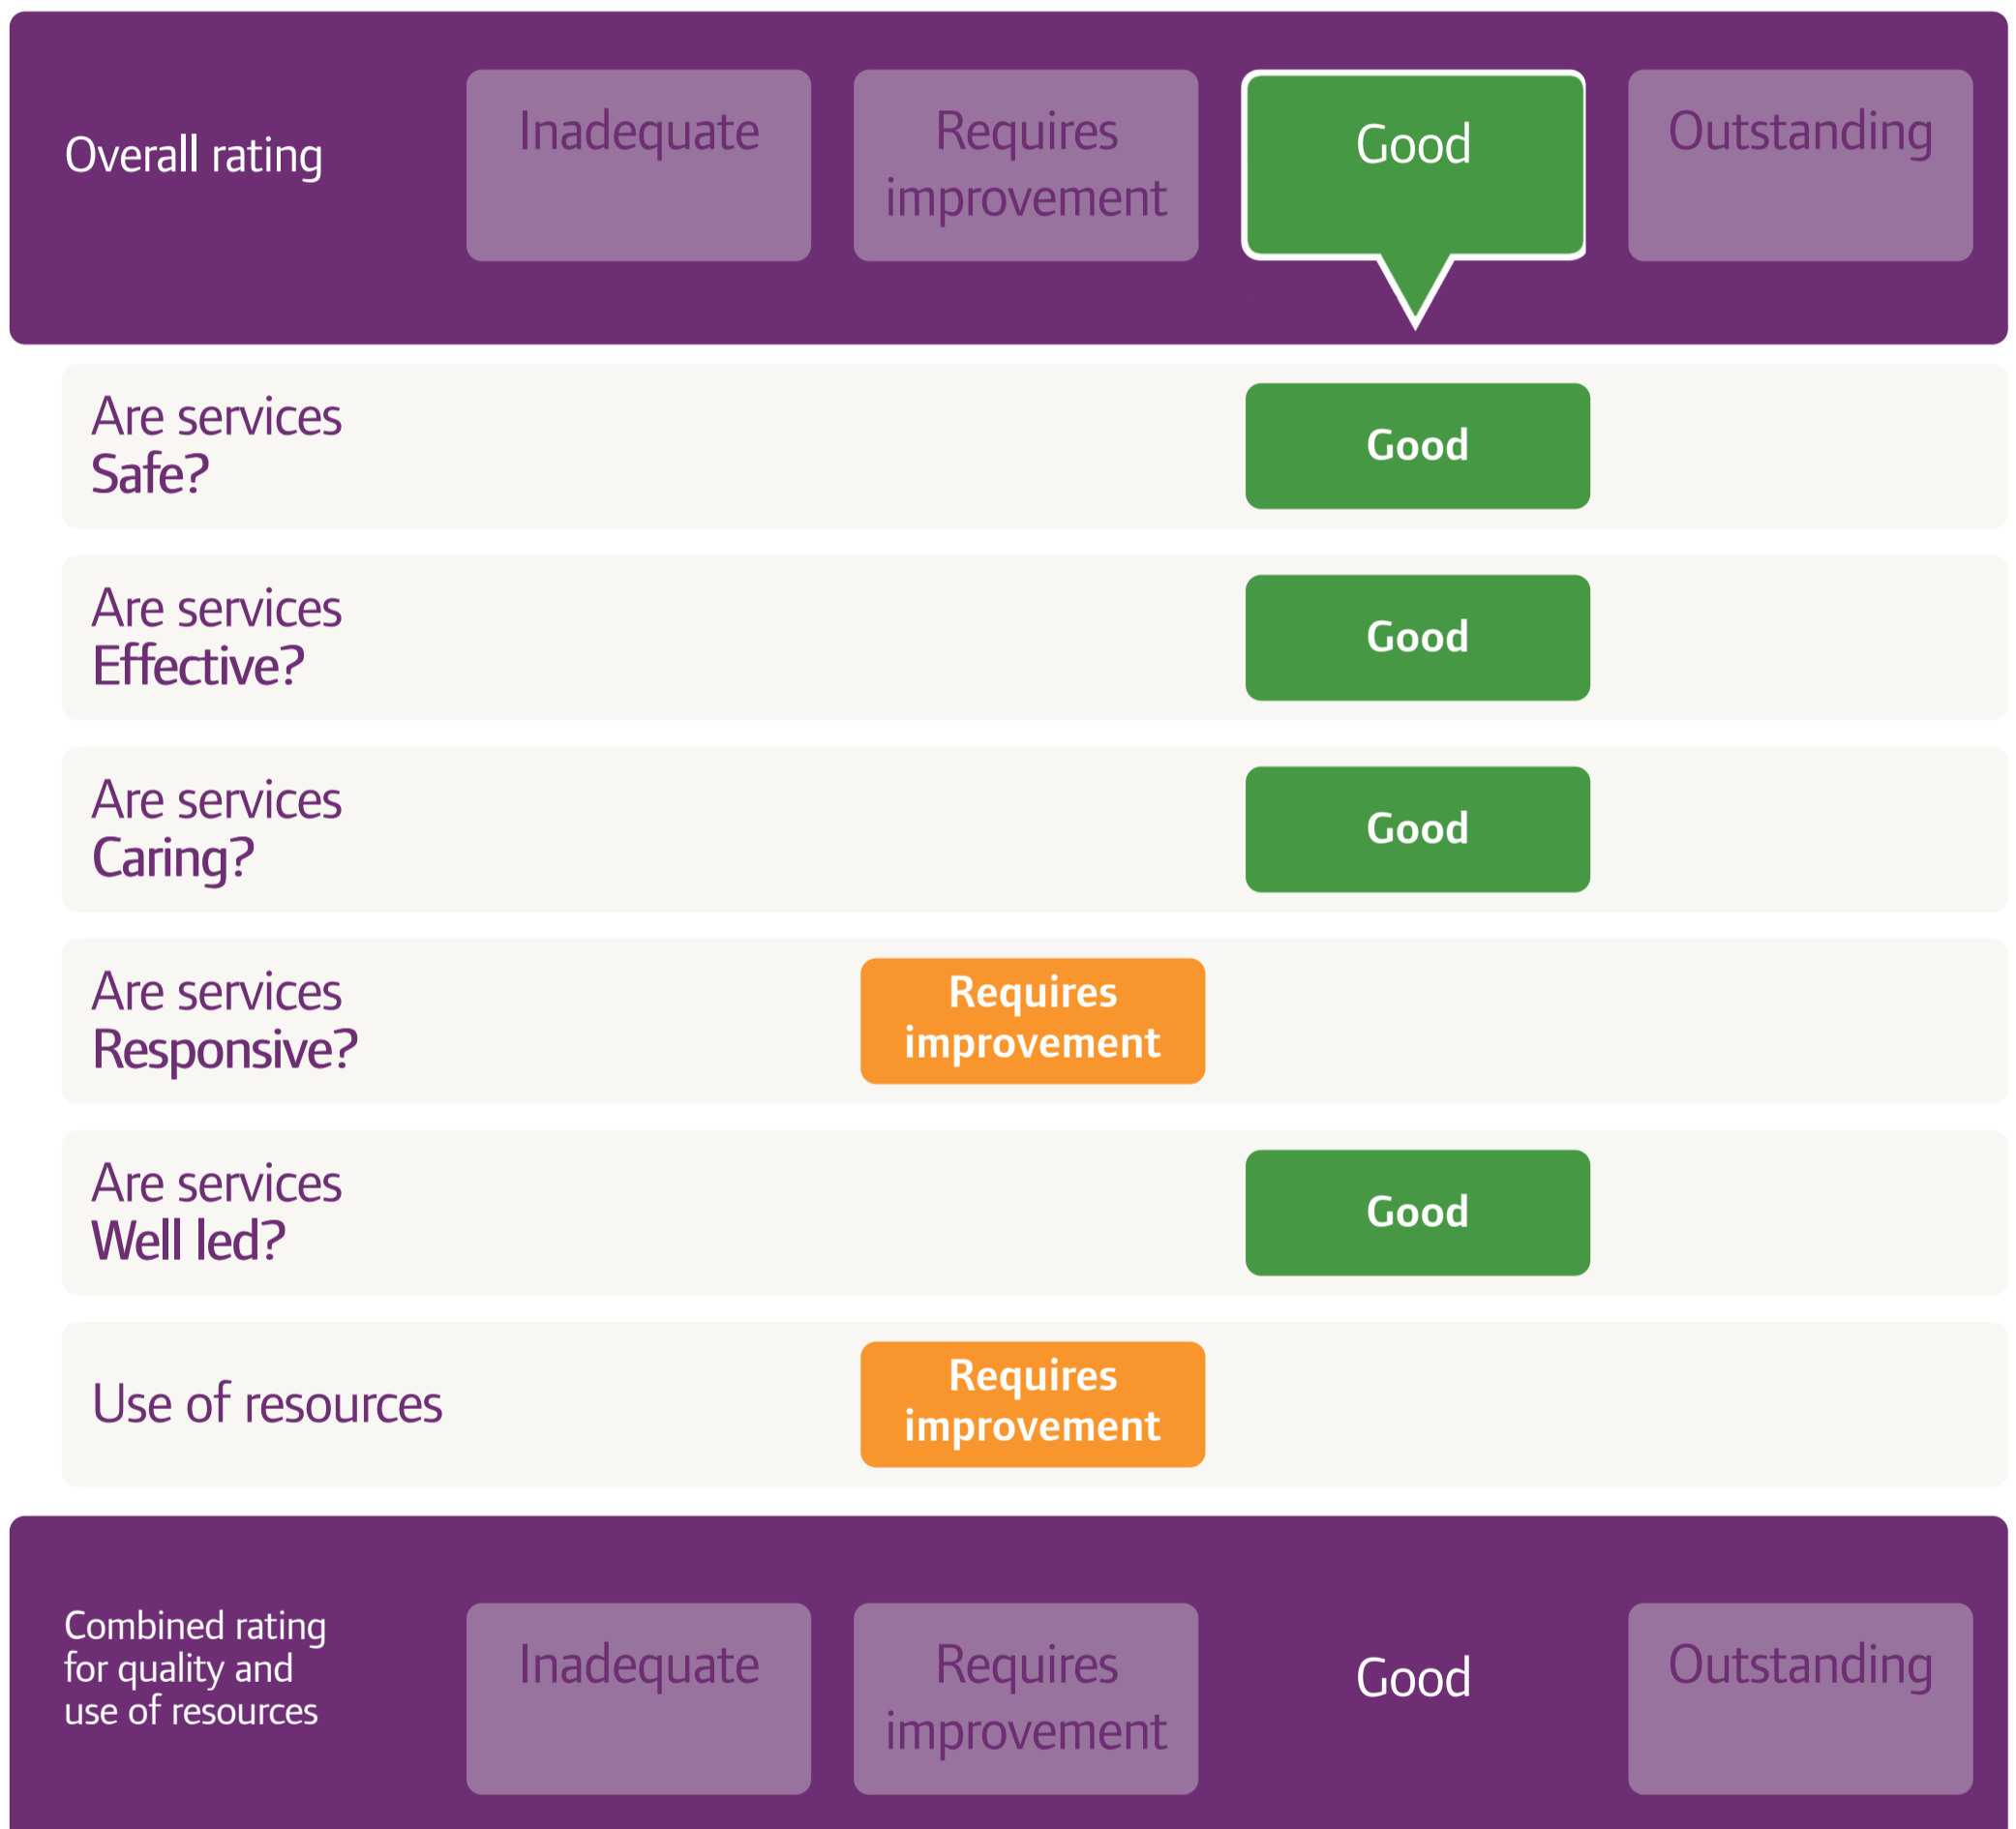 Overall rating
Inadequate
Requires
improvement
Good
Outstanding
Are services
Safe?
Good
Are services
Effective?
Good
Are services
Caring?
Good
Are services
Responsive?
Requires
improvement
Are services
Well led?
Good
Use of resources
Requires
improvement
Combined rating
for quality and
use of resources
Inadequate
Requires
improvement
Good
Outstanding